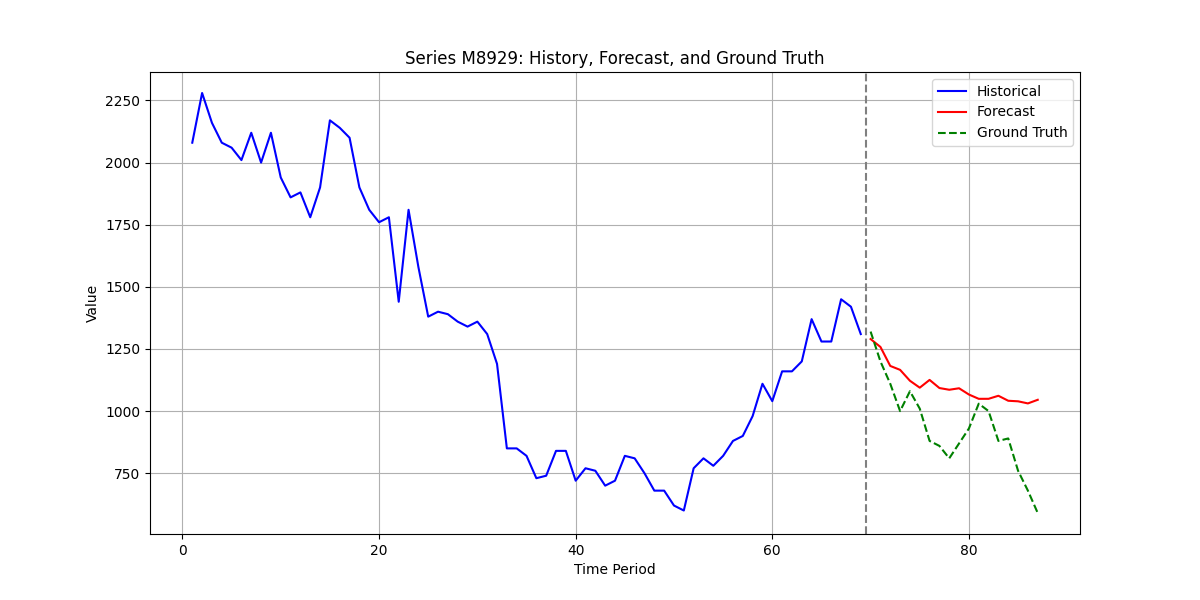 Series M8929: History, Forecast, and Ground Truth
Historical
Forecast
Ground Truth
2250
2000
1750
1500
1250
1000
750
Value
0
20
40
60
80
Time Period